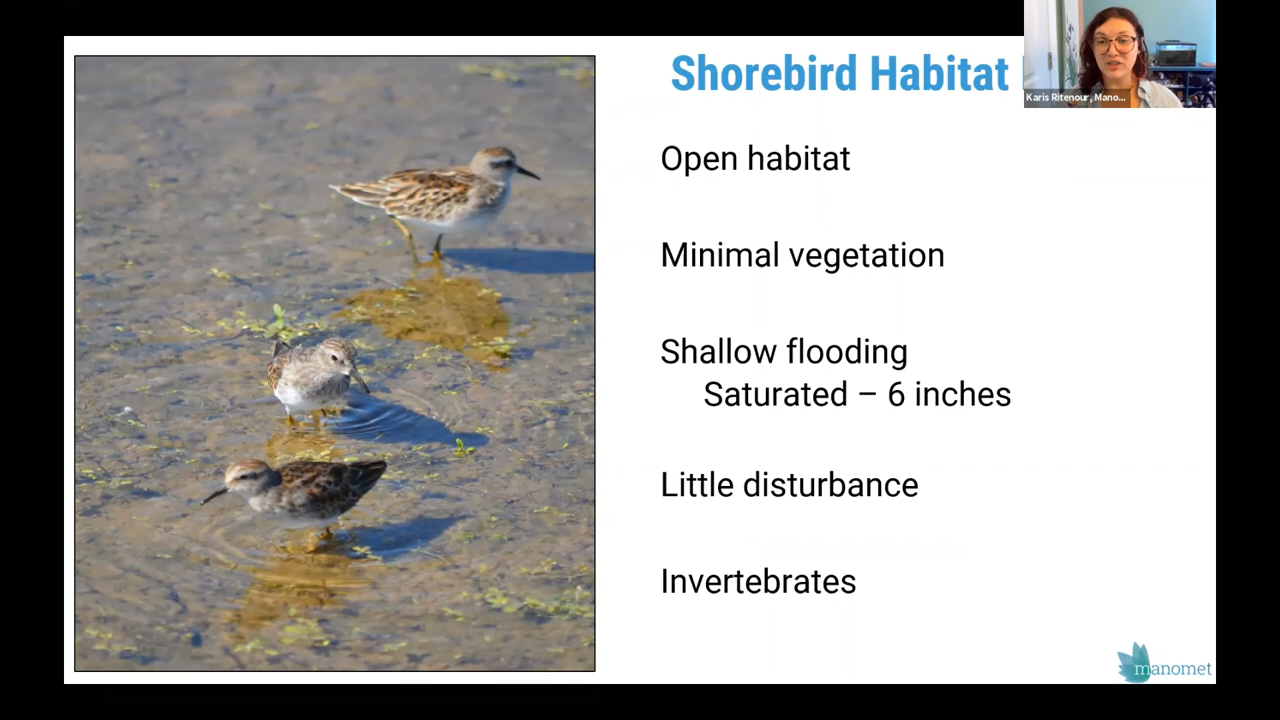 Shorebird Habitat
Karis Ritenour, Mano...
Open habitat
Minimal vegetation
Shallow flooding
Saturated – 6 inches
Little disturbance
Invertebrates
manomet